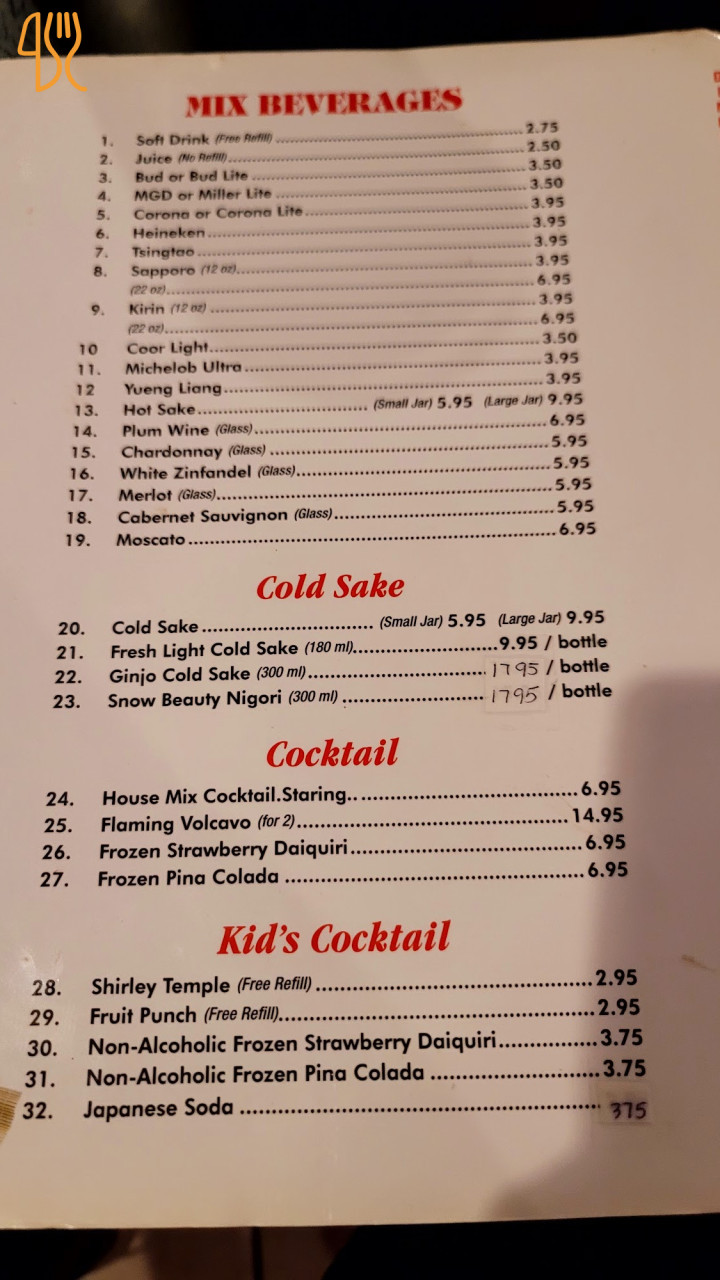 MIX BEVERAGES
1. Soft Drink (Free Refill) 2.75
2. Juice (No Refill) 2.50
3. Bud or Bud Lite 3.50
4. MGD or Miller Lite 3.50
5. Corona or Corona Lite 3.95
6. Heineken 3.95
7. Tsingtao 3.95
8. Sapporo (12 oz) 3.95
(22 oz) 6.95
9. Kirin (12 oz) 3.95
(22 oz) 6.95
10 Coor Light 3.50
11. Michelob Ultra 3.95
12 Yueng Liang 3.95
13. Hot Sake (Small Jar) 5.95 (Large Jar) 9.95
14. Plum Wine (Glass) 6.95
15. Chardonnay (Glass) 5.95
16. White Zinfandel (Glass) 5.95
17. Merlot (Glass) 5.95
18. Cabernet Sauvignon (Glass) 5.95
19. Moscato 6.95
Cold Sake
20. Cold Sake (Small Jar) 5.95 (Large Jar) 9.95
21. Fresh Light Cold Sake (180 ml) 9.95 / bottle
22. Ginjo Cold Sake (300 ml) 1795 / bottle
23. Snow Beauty Nigori (300 ml) 1795 / bottle
Cocktail
24. House Mix Cocktail.Staring.. 6.95
25. Flaming Volcavo (for 2) 14.95
26. Frozen Strawberry Daiquiri 6.95
27. Frozen Pina Colada 6.95
Kid's Cocktail
28. Shirley Temple (Free Refill) 2.95
29. Fruit Punch (Free Refill) 2.95
30. Non-Alcoholic Frozen Strawberry Daiquiri 3.75
31. Non-Alcoholic Frozen Pina Colada 3.75
32. Japanese Soda 375